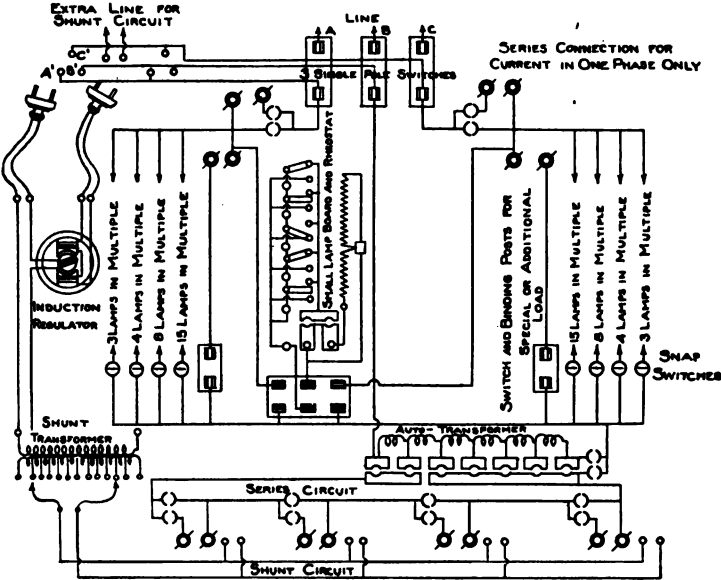 EXTRA LINE FOR
SHUNT CIRCUIT
LINE
A
B
C
SERIES CONNECTION FOR
CURRENT IN ONE PHASE ONLY
C'
A'
B'
3 SINGLE POLE SWITCHES
SMALL LAMP BOARD AND RHEOSTAT
3 LAMPS IN MULTIPLE
4 LAMPS IN MULTIPLE
8 LAMPS IN MULTIPLE
15 LAMPS IN MULTIPLE
SWITCH AND BINDING POSTS FOR
SPECIAL OR ADDITIONAL
LOAD
15 LAMPS IN MULTIPLE
8 LAMPS IN MULTIPLE
4 LAMPS IN MULTIPLE
3 LAMPS IN MULTIPLE
INDUCTION
REGULATOR
SNAP
SWITCHES
SHUNT
TRANSFORMER
AUTO-TRANSFORMER
SERIES CIRCUIT
SHUNT CIRCUIT